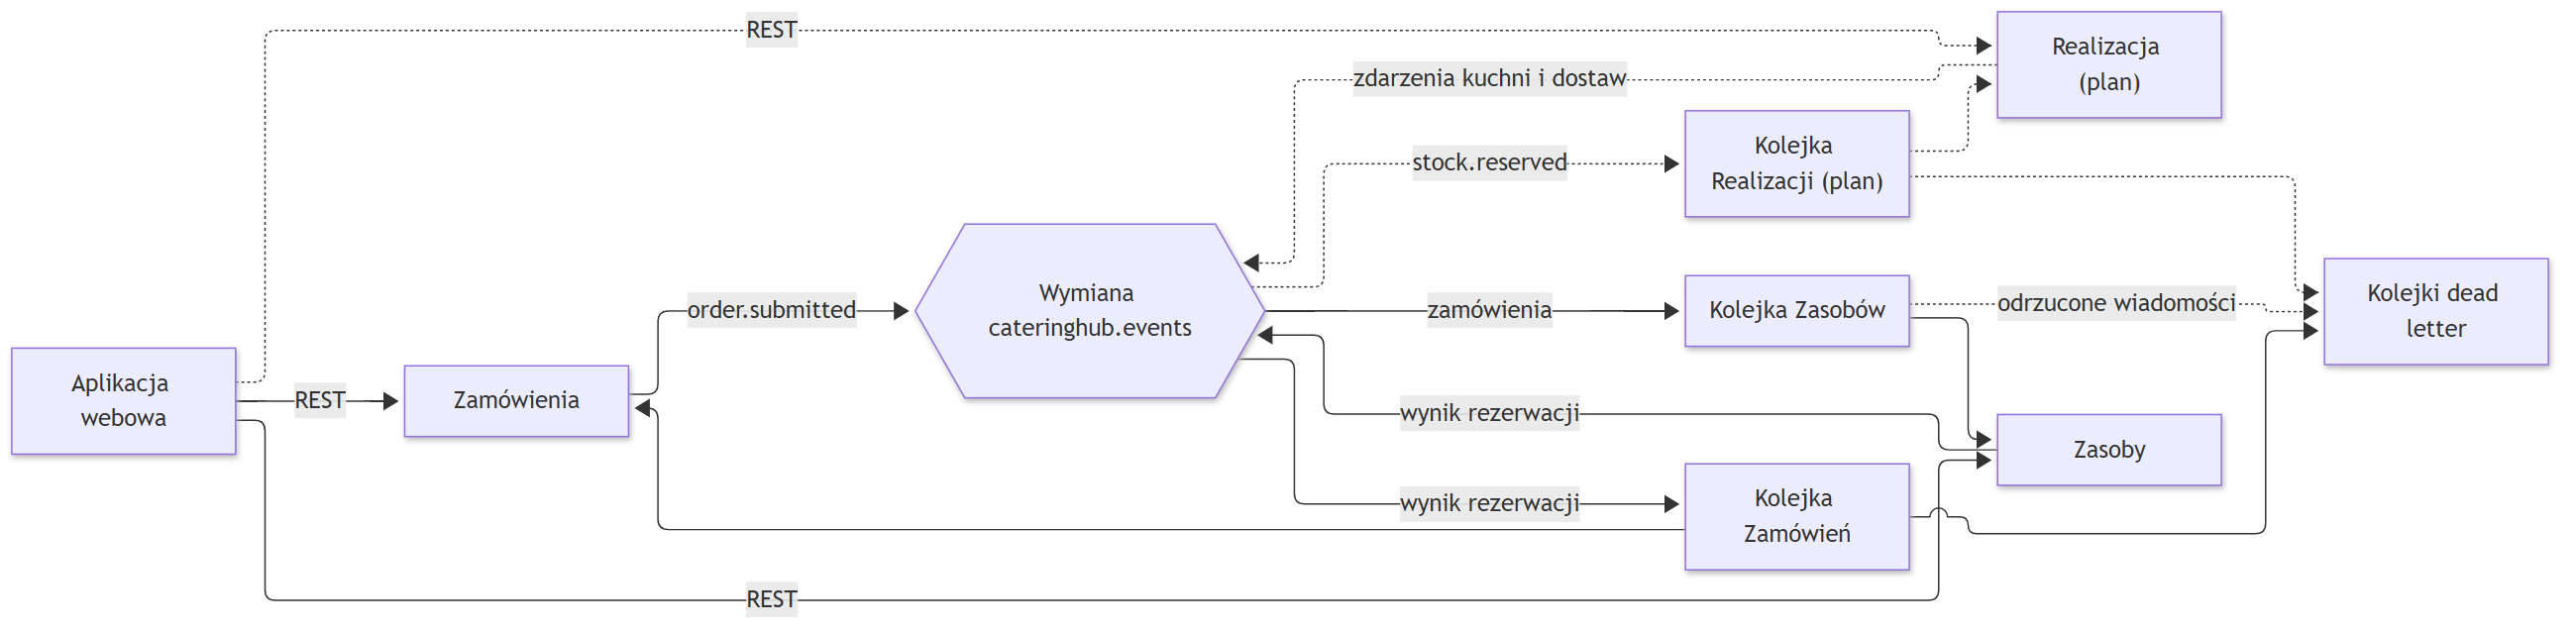 REST
Realizacja
(plan)
zdarzenia kuchni i dostaw
Kolejka
Realizacji (plan)
stock.reserved
Wymiana
cateringhub.events
order.submitted
zamówienia
Kolejka Zasobów
odrzucone wiadomości
Kolejki dead
letter
Aplikacja
webowa
REST
Zamówienia
wynik rezerwacji
Zasoby
wynik rezerwacji
Kolejka
Zamówień
REST